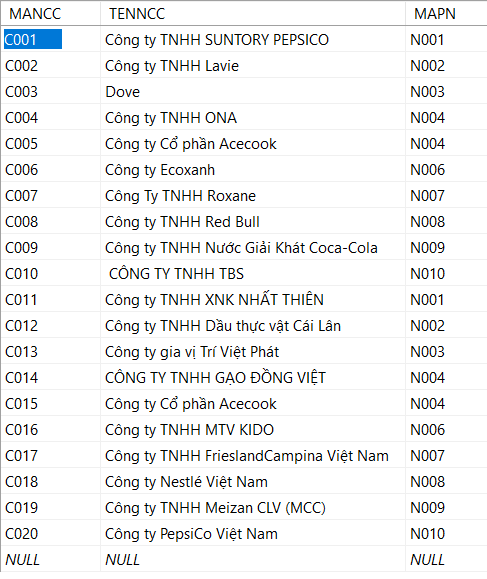 MANCC TENNCC MAPN
C001 Công ty TNHH SUNTORY PEPSICO N001
C002 Công ty TNHH Lavie N002
C003 Dove N003
C004 Công ty TNHH ONA N004
C005 Công ty Cổ phần Acecook N004
C006 Công ty Ecoxanh N006
C007 Công Ty TNHH Roxane N007
C008 Công ty TNHH Red Bull N008
C009 Công ty TNHH Nước Giải Khát Coca-Cola N009
C010 CÔNG TY TNHH TBS N010
C011 Công ty TNHH XNK NHẤT THIÊN N001
C012 Công ty TNHH Dầu thực vật Cái Lân N002
C013 Công ty gia vị Trí Việt Phát N003
C014 CÔNG TY TNHH GẠO ĐỒNG VIỆT N004
C015 Công ty Cổ phần Acecook N004
C016 Công ty TNHH MTV KIDO N006
C017 Công ty TNHH FrieslandCampina Việt Nam N007
C018 Công ty Nestlé Việt Nam N008
C019 Công ty TNHH Meizan CLV (MCC) N009
C020 Công ty PepsiCo Việt Nam N010
NULL NULL NULL